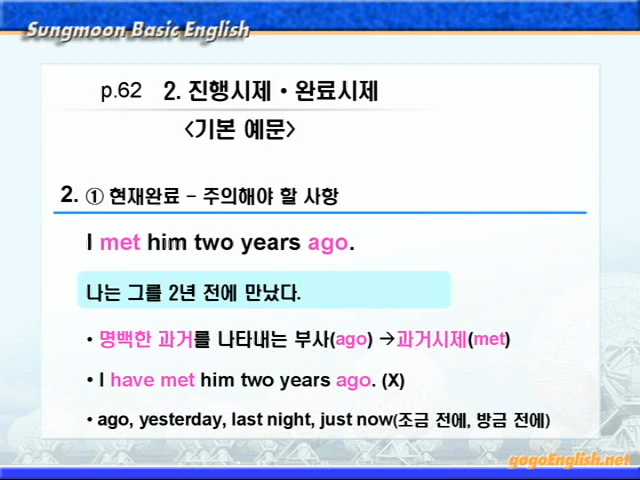 Sungmoon Basic English
p.62 2. 진행시제·완료시제
<기본 예문>
2. ① 현재완료 - 주의해야 할 사항
I met him two years ago.
나는 그를 2년 전에 만났다.
• 명백한 과거를 나타내는 부사(ago) →과거시제(met)
• I have met him two years ago. (X)
• ago, yesterday, last night, just now(조금 전에, 방금 전에)
gogoEnglish.net